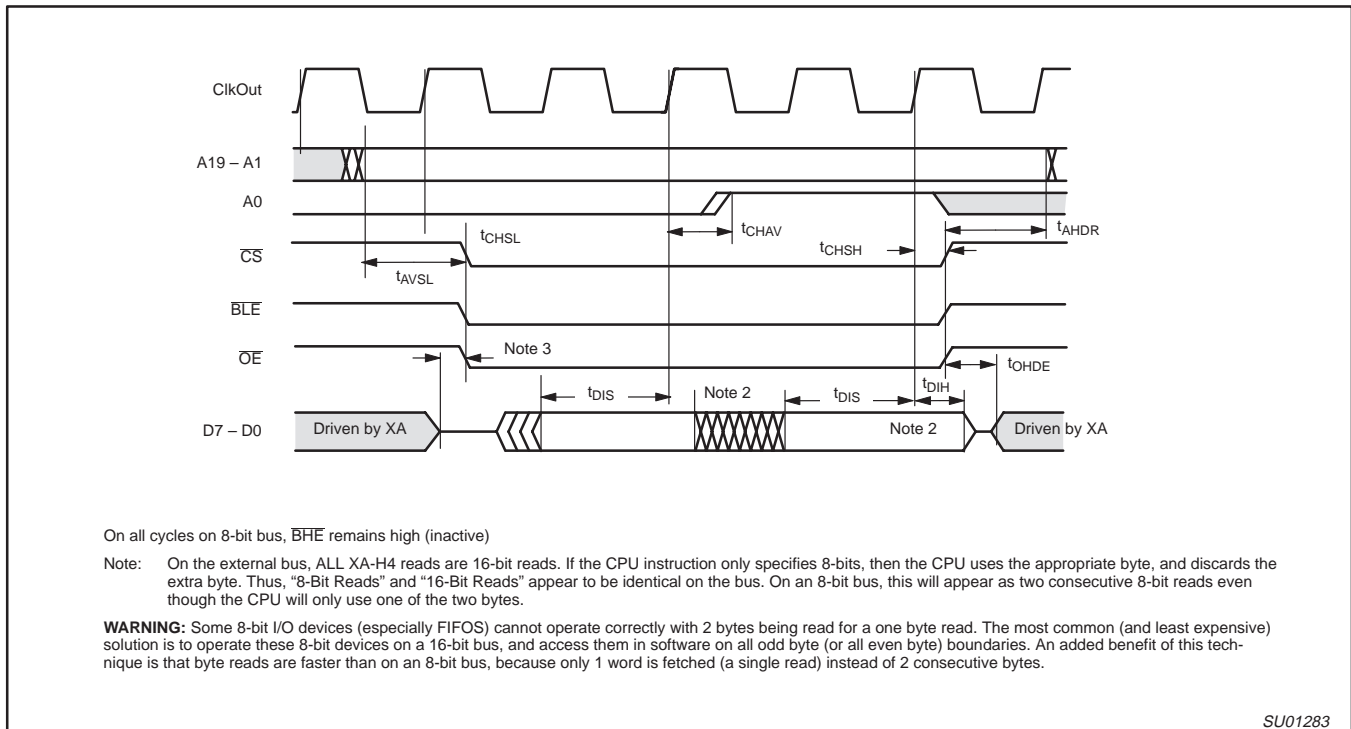 ClkOut
A19 – A1
A0
tCHSL
tCHAV
tAHDR
CS
tCHSH
tAVSL
BLE
OE
Note 3
tOHDE
tDIS
Note 2
tDIS
tDIH
D7 – D0
Driven by XA
Note 2
Driven by XA
On all cycles on 8-bit bus, BHE remains high (inactive)
Note: On the external bus, ALL XA-H4 reads are 16-bit reads. If the CPU instruction only specifies 8-bits, then the CPU uses the appropriate byte, and discards the
extra byte. Thus, “8-Bit Reads” and “16-Bit Reads” appear to be identical on the bus. On an 8-bit bus, this will appear as two consecutive 8-bit reads even
though the CPU will only use one of the two bytes.
WARNING: Some 8-bit I/O devices (especially FIFOS) cannot operate correctly with 2 bytes being read for a one byte read. The most common (and least expensive)
solution is to operate these 8-bit devices on a 16-bit bus, and access them in software on all odd byte (or all even byte) boundaries. An added benefit of this tech-
nique is that byte reads are faster than on an 8-bit bus, because only 1 word is fetched (a single read) instead of 2 consecutive bytes.
SU01283